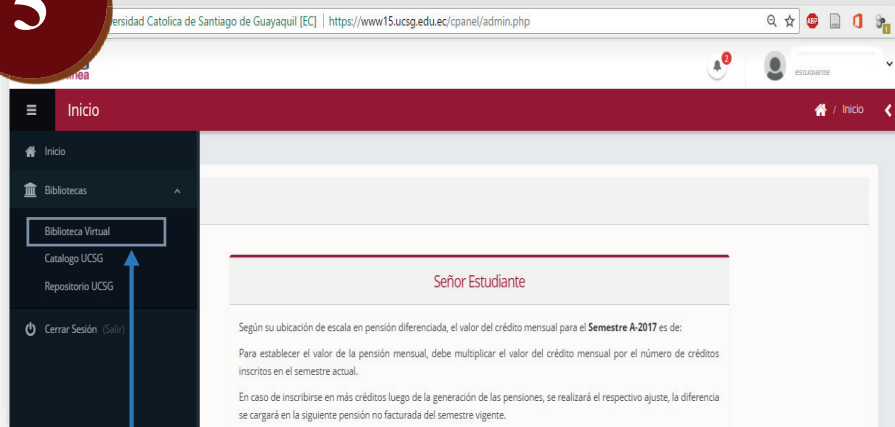 3
ersidad Catolica de Santiago de Guayaquil [EC] | https://www15.ucsg.edu.ec/cpanel/admin.php
ABP
1
2
estudiante
Inicio
/ Inicio
Inicio
Bibliotecas
Biblioteca Virtual
Catalogo UCSG
Repositorio UCSG
Cerrar Sesión (Salir)
Señor Estudiante
Según su ubicación de escala en pensión diferenciada, el valor del crédito mensual para el Semestre A-2017 es de:
Para establecer el valor de la pensión mensual, debe multiplicar el valor del crédito mensual por el número de créditos
inscritos en el semestre actual.
En caso de inscribirse en más créditos luego de la generación de las pensiones, se realizará el respectivo ajuste, la diferencia
se cargará en la siguiente pensión no facturada del semestre vigente.